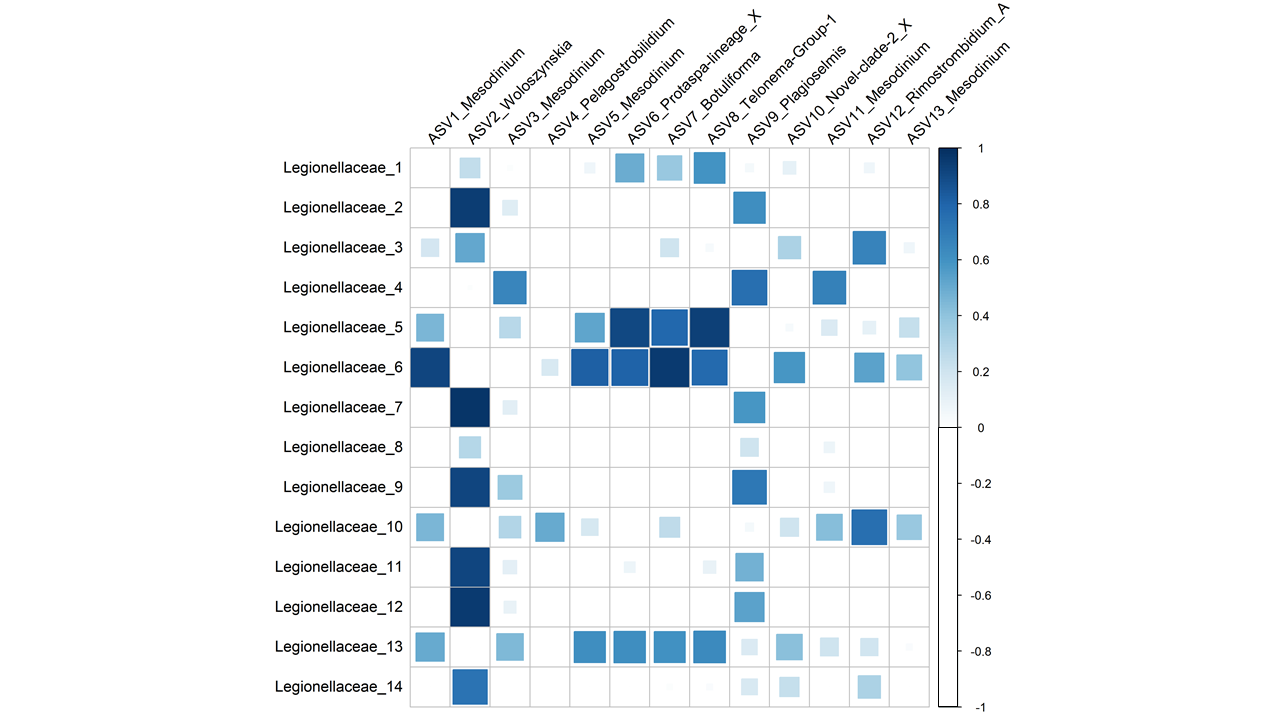 ASV1_Mesodinium
ASV2_Woloszynskia
ASV3_Mesodinium
ASV4_Pelagostrobilidium
ASV5_Mesodinium
ASV6_Protaspa-lineage_X
ASV7_Botuliforma
ASV8_Telonema-Group-1
ASV9_Plagioselmis
ASV10_Novel-clade-2_X
ASV11_Mesodinium
ASV12_Rimostrombidium_A
ASV13_Mesodinium
Legionellaceae_1
Legionellaceae_2
Legionellaceae_3
Legionellaceae_4
Legionellaceae_5
Legionellaceae_6
Legionellaceae_7
Legionellaceae_8
Legionellaceae_9
Legionellaceae_10
Legionellaceae_11
Legionellaceae_12
Legionellaceae_13
Legionellaceae_14
1
0.8
0.6
0.4
0.2
0
-0.2
-0.4
-0.6
-0.8
-1